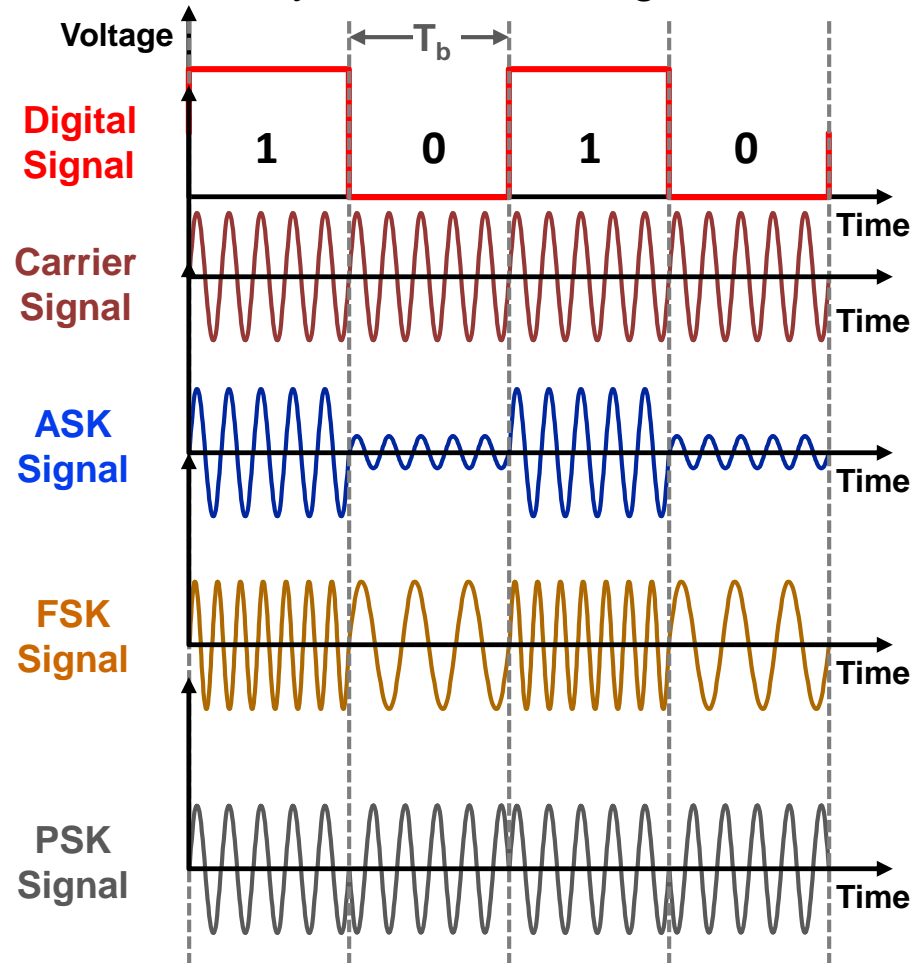 Voltage
T_b
Digital
Signal
1 0 1 0
Time
Carrier
Signal
Time
ASK
Signal
Time
FSK
Signal
Time
PSK
Signal
Time